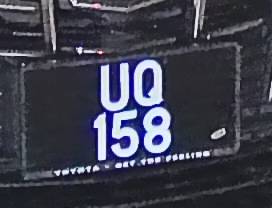 UQ
158
TOYOTA - GET THE FEELING